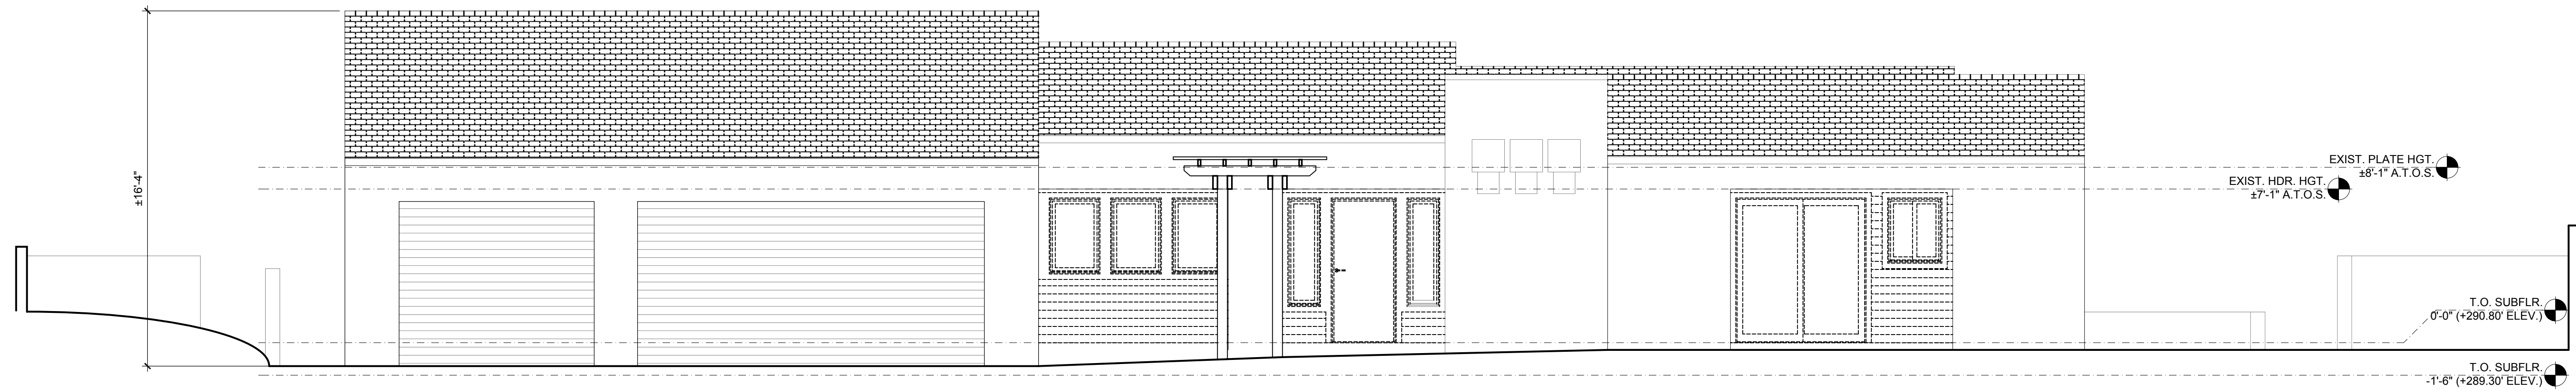 ±16'-4"
EXIST. PLATE HGT.
±8'-1" A.T.O.S.
EXIST. HDR. HGT.
±7'-1" A.T.O.S.
T.O. SUBFLR.
0'-0" (+290.80' ELEV.)
T.O. SUBFLR.
-1'-6" (+289.30' ELEV.)